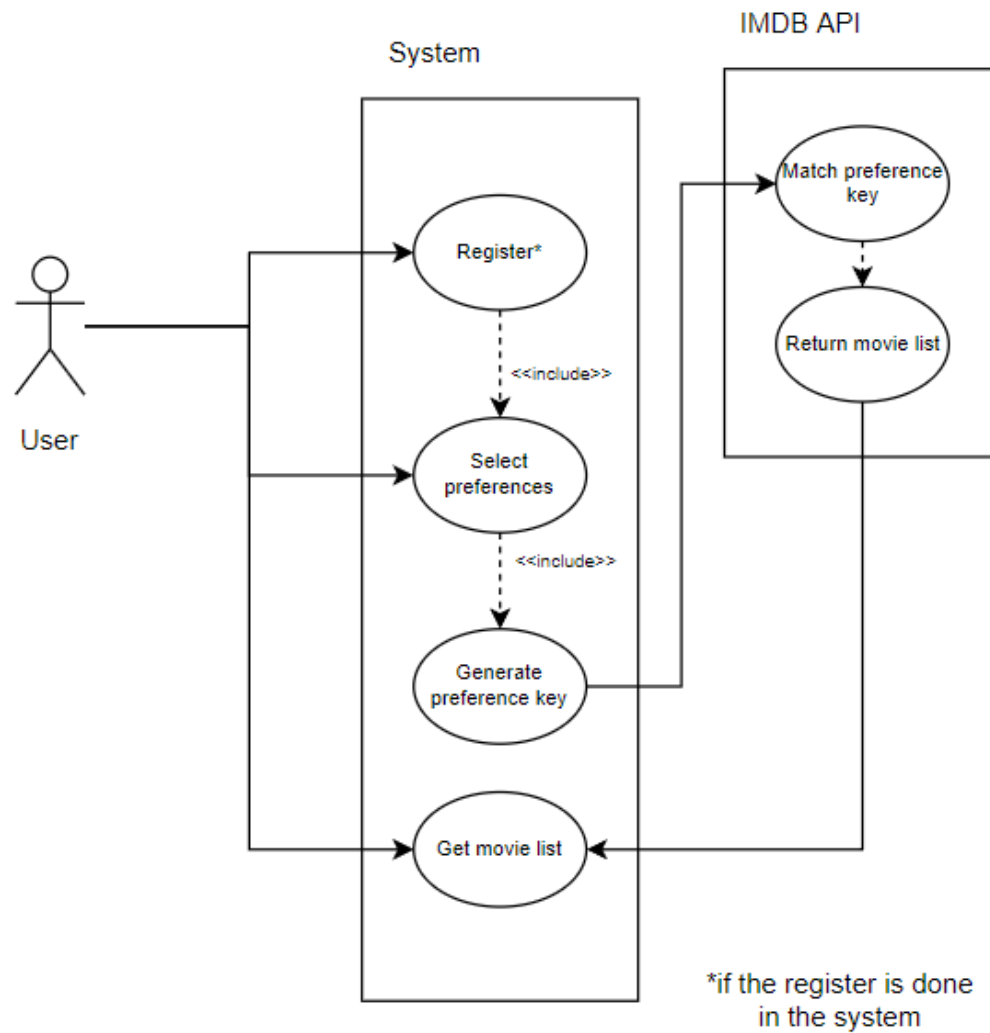 IMDB API
System
Match preference
key
Register*
Return movie list
<<include>>
User
Select
preferences
<<include>>
Generate
preference key
Get movie list
*if the register is done
in the system